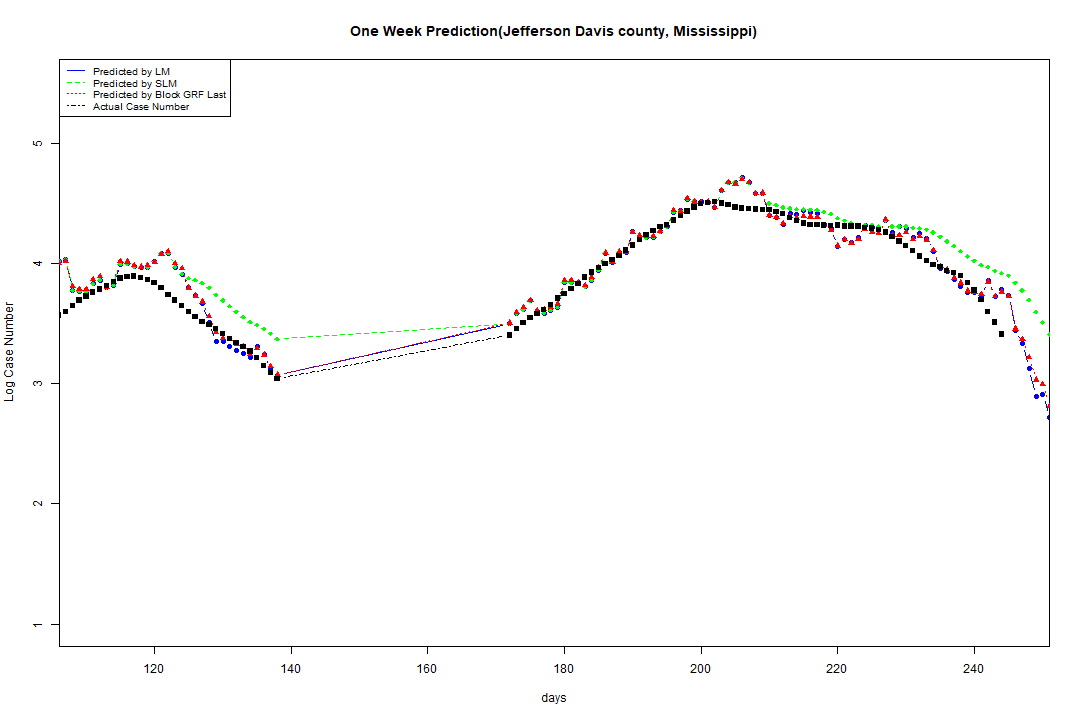 One Week Prediction(Jefferson Davis county, Mississippi)
Predicted by LM
Predicted by SLM
Predicted by Block GRF Last
Actual Case Number
5
4
3
2
1
Log Case Number
120 140 160 180 200 220 240
days